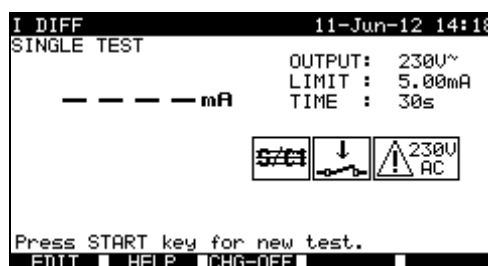 I DIFF 11-Jun-12 14:18
SINGLE TEST
OUTPUT: 230V~
LIMIT : 5.00mA
– – – – mA TIME : 30s
S/C1 230V
AC
Press START key for new test.
EDIT HELP CHG-OFF